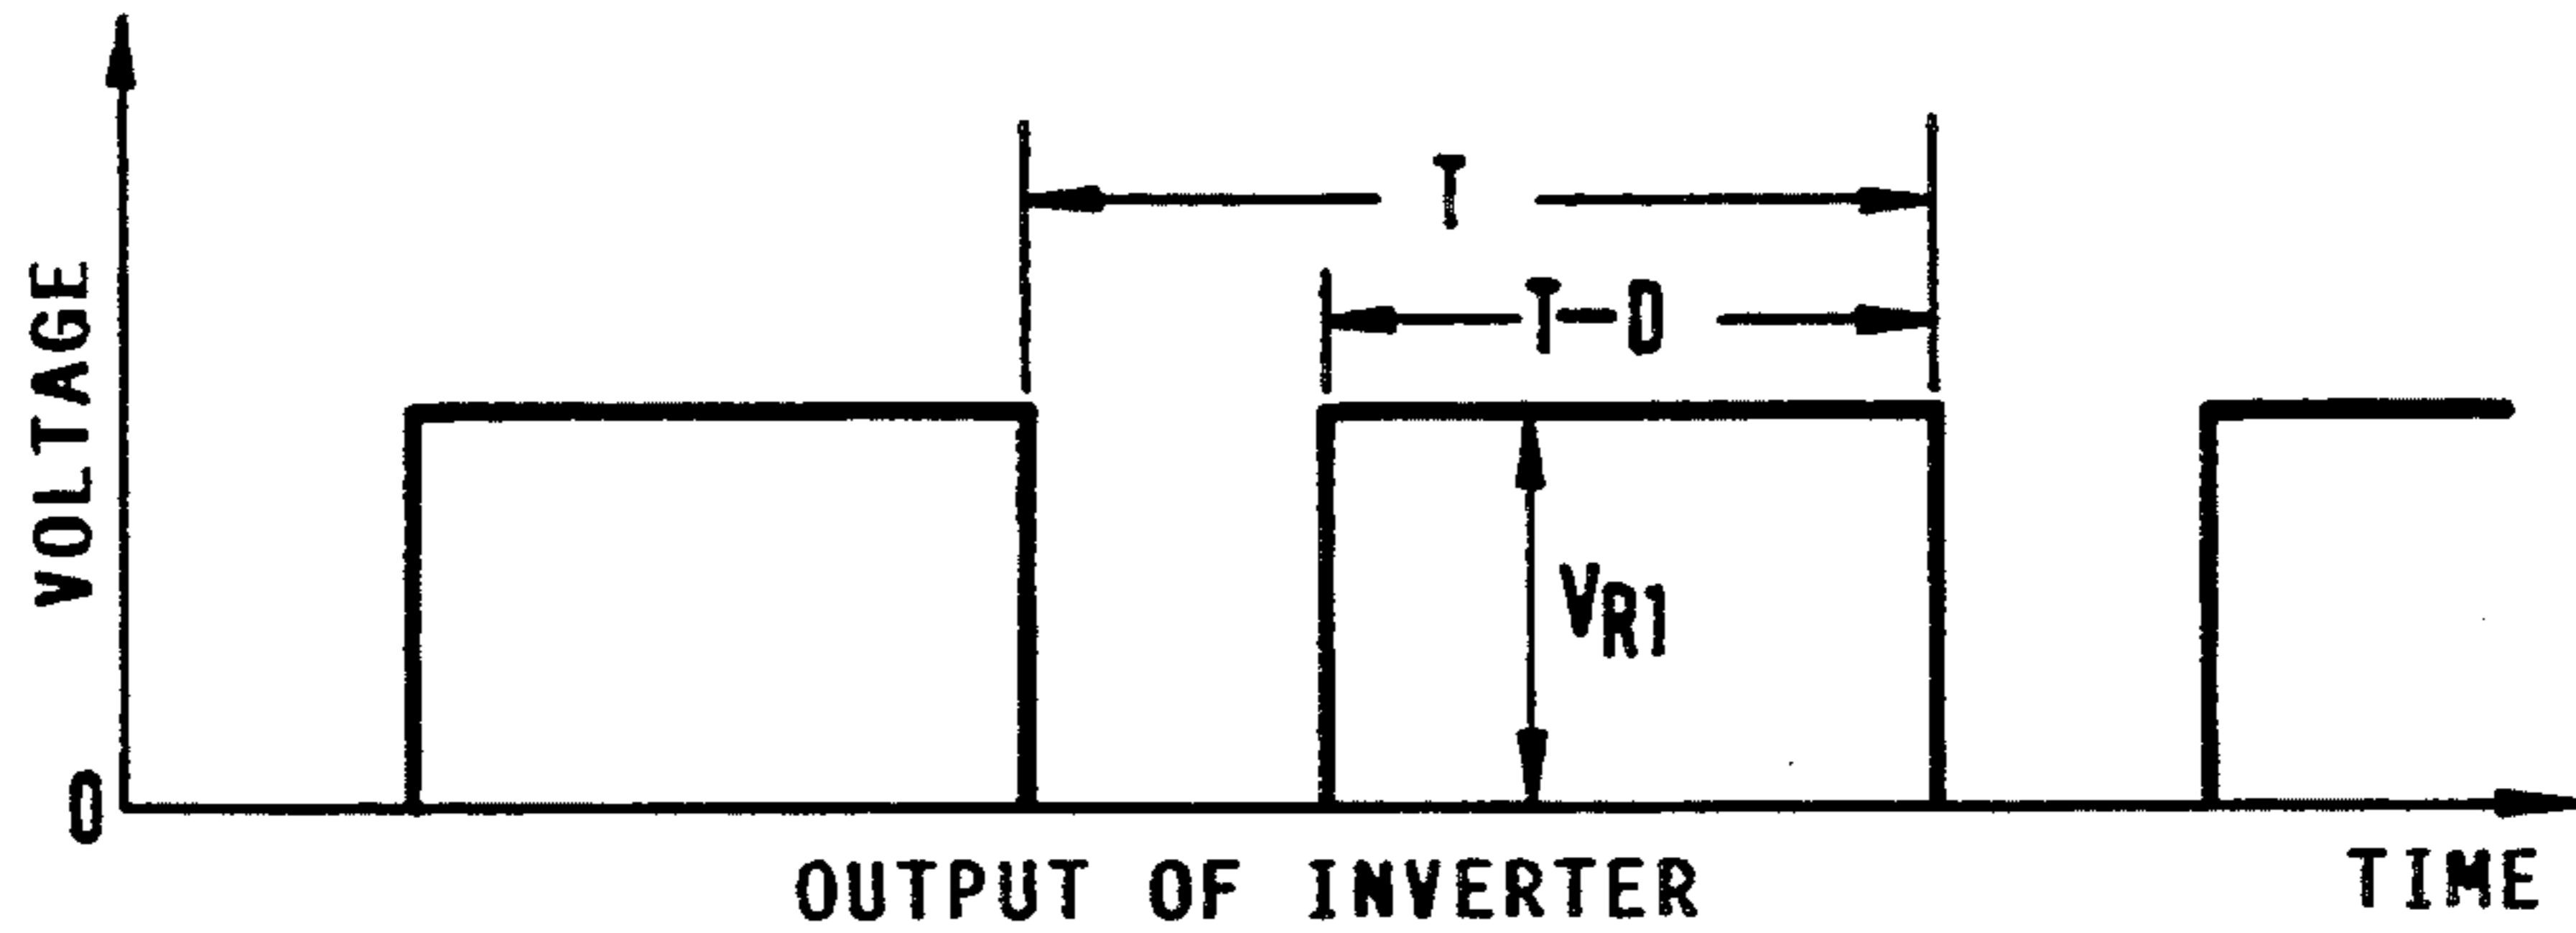 T
T-D
VOLTAGE
VR1
0
OUTPUT OF INVERTER
TIME